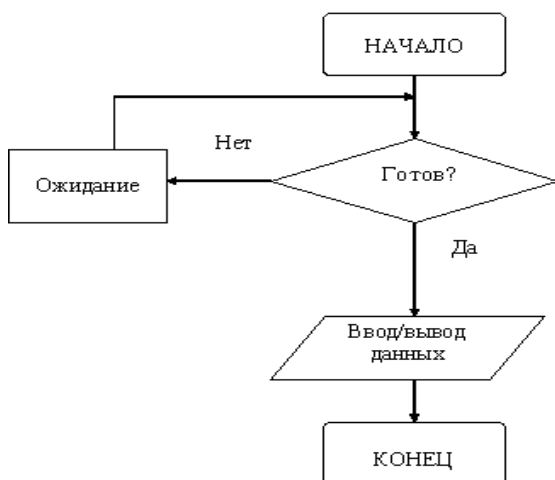 НАЧАЛО
Нет
Готов?
Ожидание
Да
Ввод/вывод
данных
КОНЕЦ